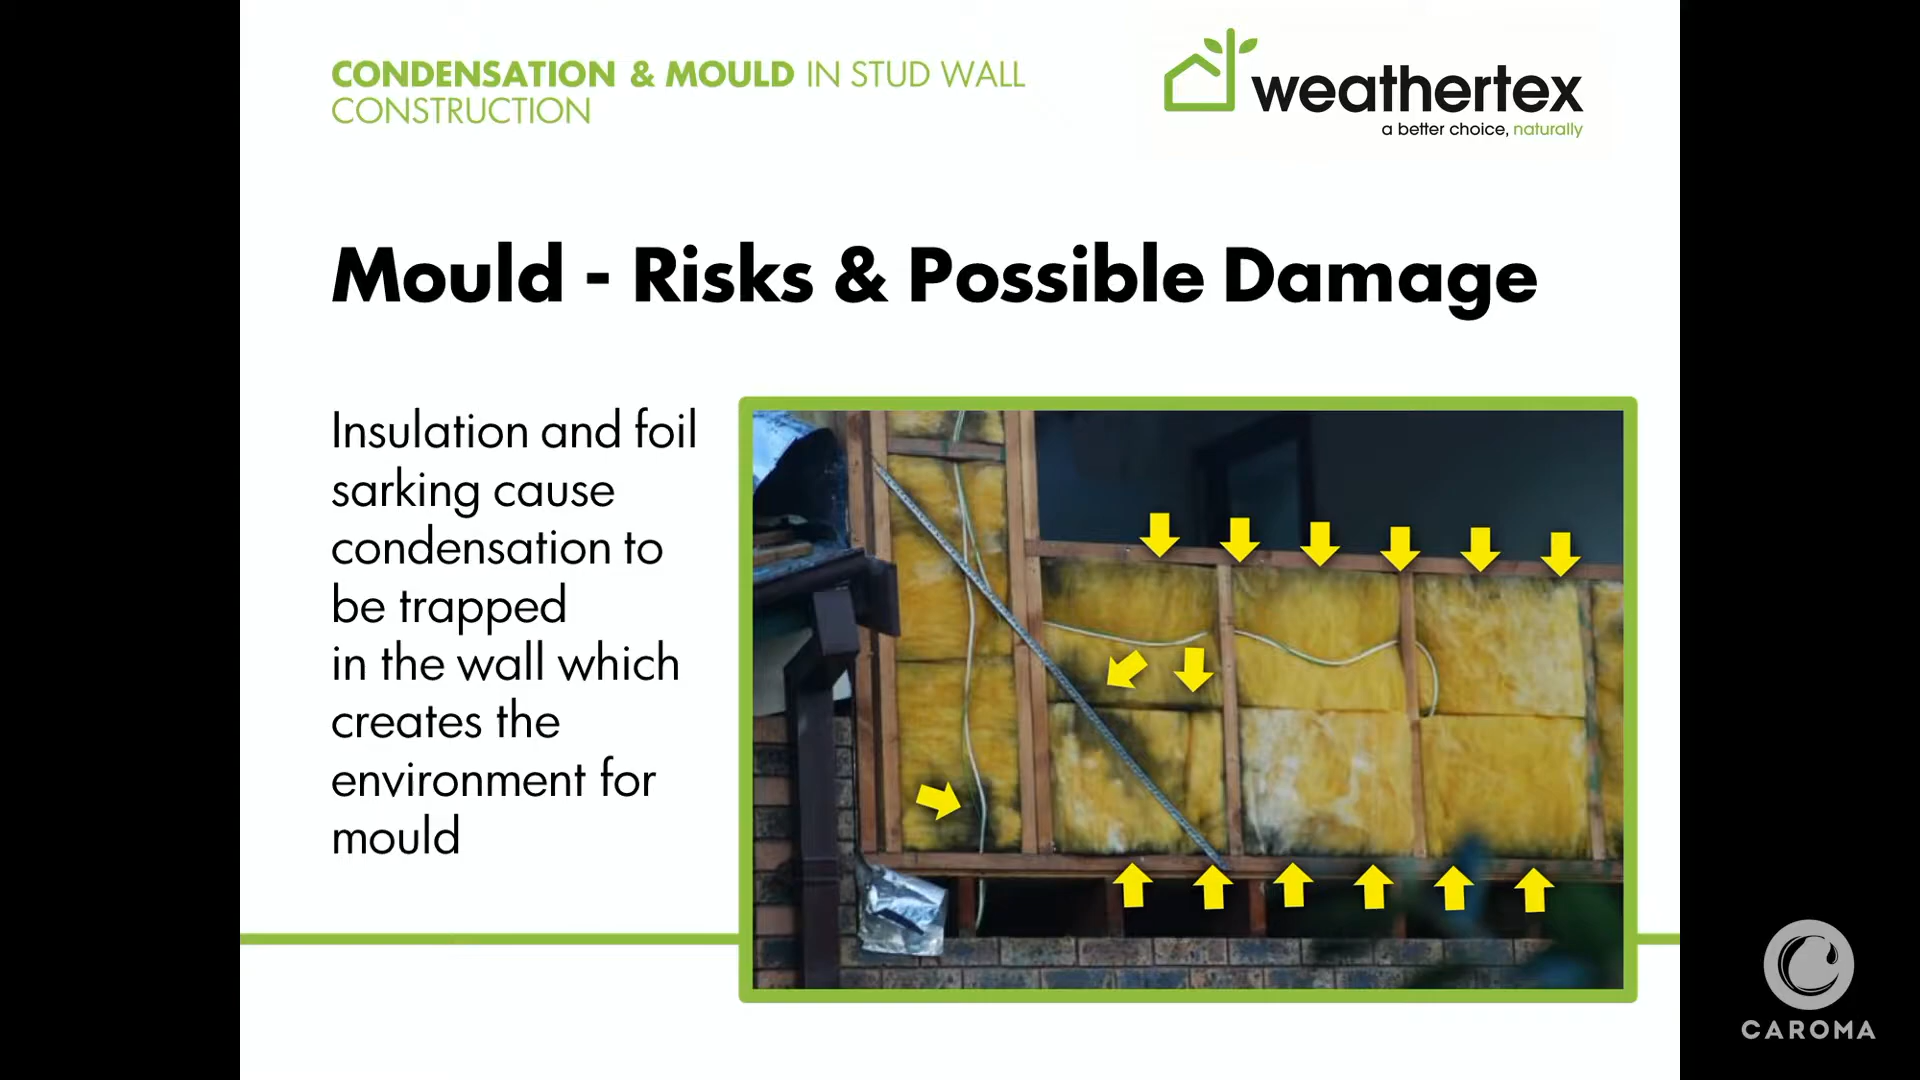 CONDENSATION & MOULD IN STUD WALL
CONSTRUCTION
weathertex
a better choice, naturally
Mould - Risks & Possible Damage
Insulation and foil
sarking cause
condensation to
be trapped
in the wall which
creates the
environment for
mould
CAROMA